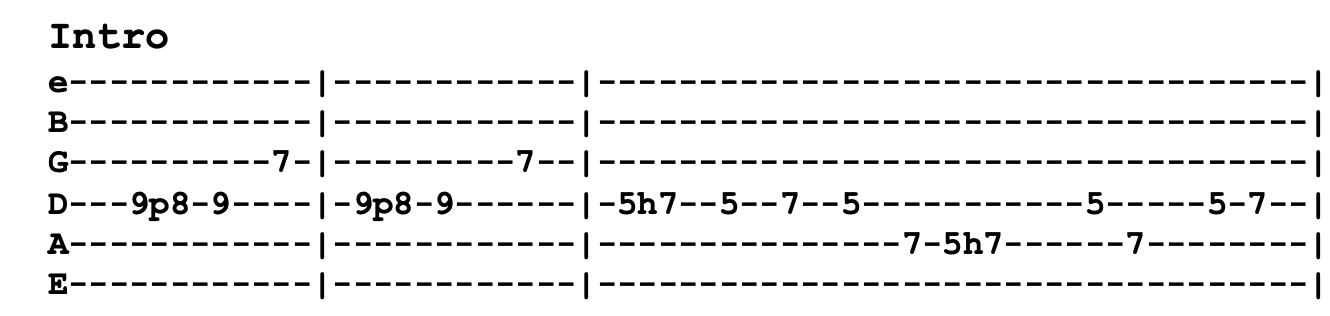 Intro
e------------|------------|-----------------------------------|
B------------|------------|-----------------------------------|
G----------7-|---------7--|-----------------------------------|
D---9p8-9----|-9p8-9------|-5h7--5--7--5-----------5-----5-7--|
A------------|------------|---------------7-5h7------7--------|
E------------|------------|-----------------------------------|